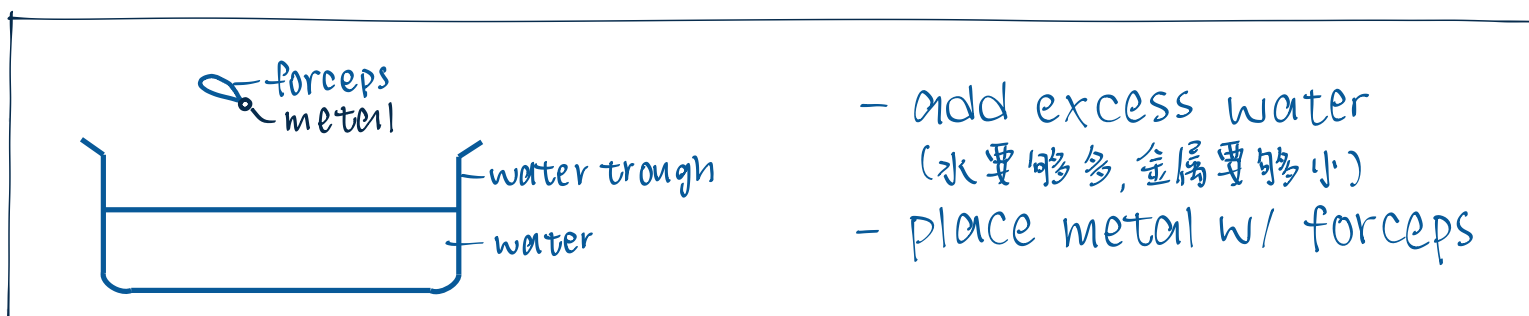 forceps
metal
water trough
water
- add excess water
(水要够多,金属要够小)
- place metal w/ forceps